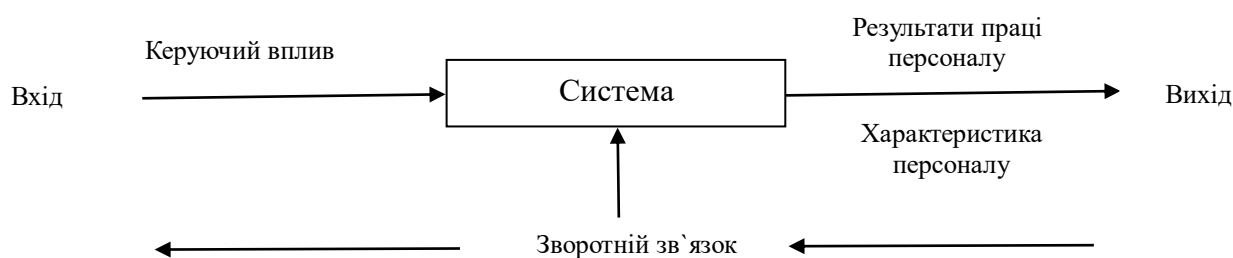 Керуючий вплив
Результати праці
персоналу
Вхід
Система
Вихід
Характеристика
персоналу
Зворотній зв`язок